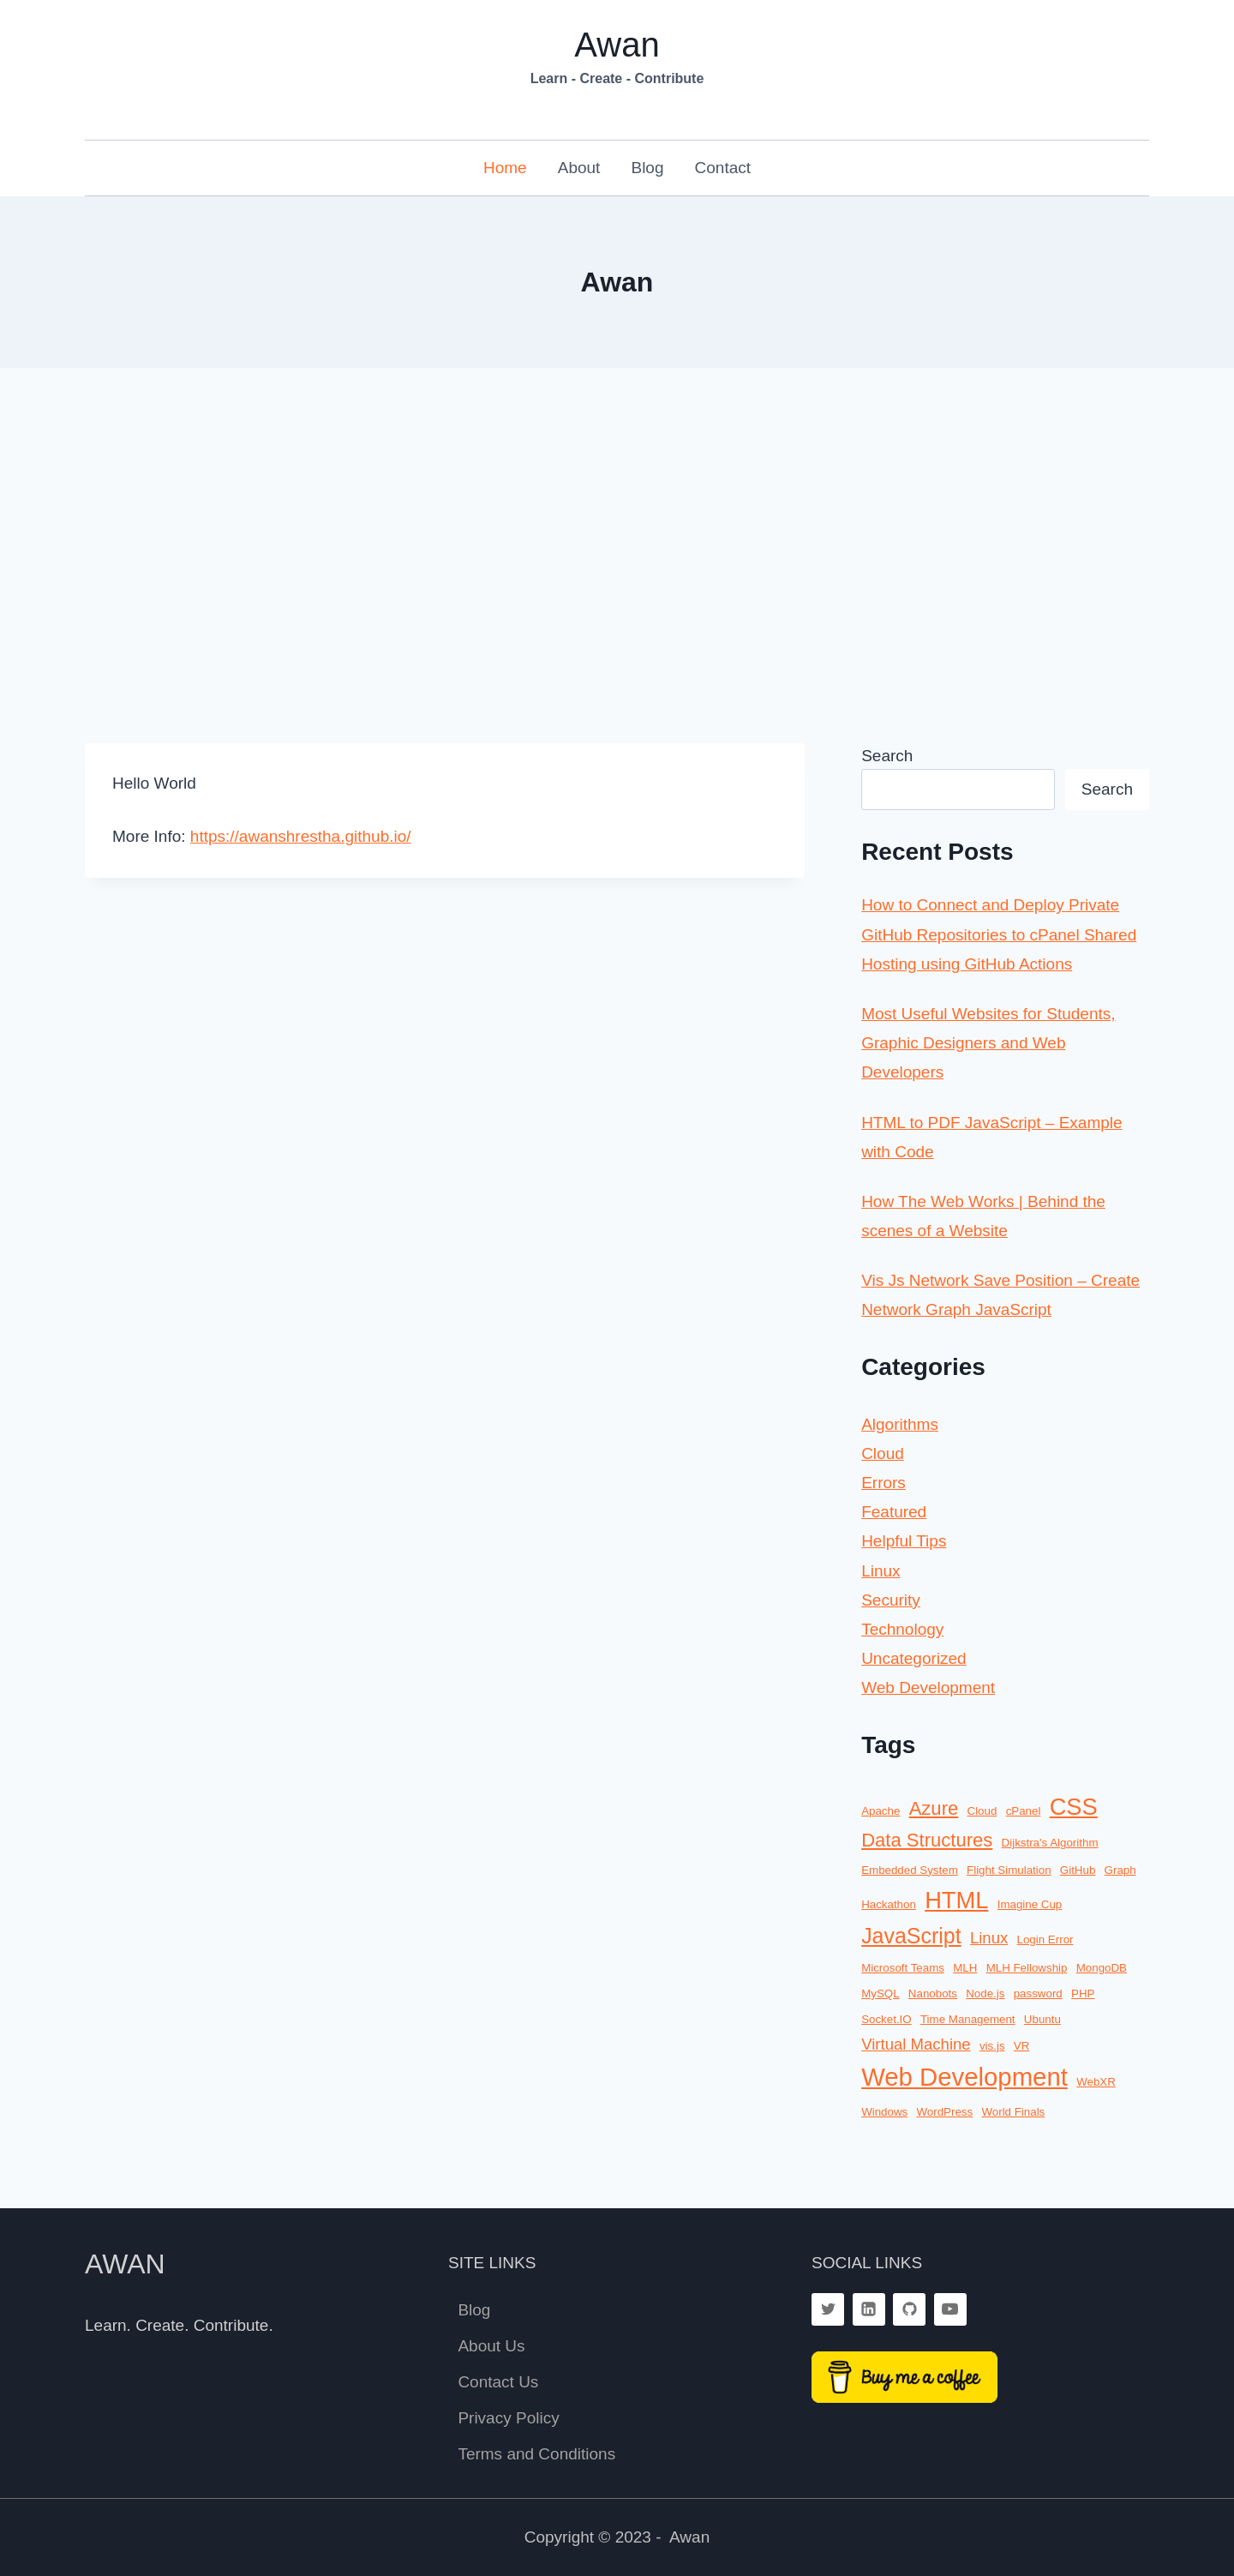 Awan
Learn - Create - Contribute
Home About Blog Contact
Awan
Hello World
More Info: https://awanshrestha.github.io/
Search
Search
Recent Posts
How to Connect and Deploy Private
GitHub Repositories to cPanel Shared
Hosting using GitHub Actions
Most Useful Websites for Students,
Graphic Designers and Web
Developers
HTML to PDF JavaScript – Example
with Code
How The Web Works | Behind the
scenes of a Website
Vis Js Network Save Position – Create
Network Graph JavaScript
Categories
Algorithms
Cloud
Errors
Featured
Helpful Tips
Linux
Security
Technology
Uncategorized
Web Development
Tags
Apache Azure Cloud cPanel CSS
Data Structures Dijkstra's Algorithm
Embedded System Flight Simulation GitHub Graph
Hackathon HTML Imagine Cup
JavaScript Linux Login Error
Microsoft Teams MLH MLH Fellowship MongoDB
MySQL Nanobots Node.js password PHP
Socket.IO Time Management Ubuntu
Virtual Machine vis.js VR
Web Development WebXR
Windows WordPress World Finals
AWAN
Learn. Create. Contribute.
SITE LINKS
Blog
About Us
Contact Us
Privacy Policy
Terms and Conditions
SOCIAL LINKS
Buy me a coffee
Copyright © 2023 - Awan